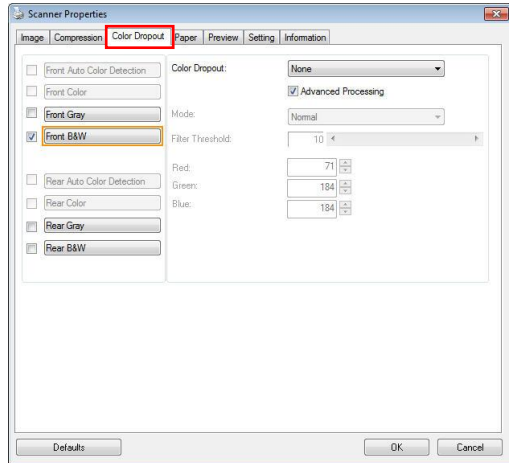 Scanner Properties
Image Compression Color Dropout Paper Preview Setting Information
Front Auto Color Detection
Front Color
Front Gray
Front B&W
Rear Auto Color Detection
Rear Color
Rear Gray
Rear B&W
Color Dropout: None
Advanced Processing
Mode: Normal
Filter Threshold: 10
Red: 71
Green: 184
Blue: 184
Defaults OK Cancel